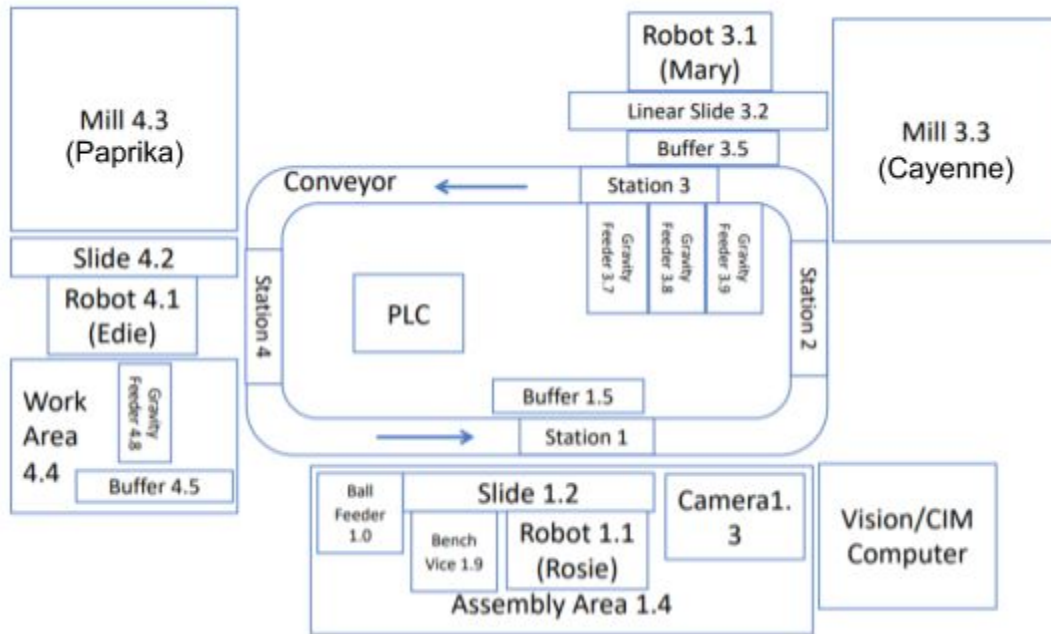 Robot 3.1
(Mary)
Mill 4.3
(Paprika)
Linear Slide 3.2
Mill 3.3
(Cayenne)
Buffer 3.5
Conveyor
Station 3
Gravity
Feeder 3.7
Gravity
Feeder 3.8
Gravity
Feeder 3.9
Slide 4.2
Robot 4.1
(Edie)
Station 4
PLC
Station 2
Work
Area
4.4
Gravity
Feeder 4.8
Buffer 4.5
Buffer 1.5
Station 1
Ball
Feeder
1.0
Slide 1.2
Bench
Vice 1.9
Robot 1.1
(Rosie)
Camera1.
3
Assembly Area 1.4
Vision/CIM
Computer